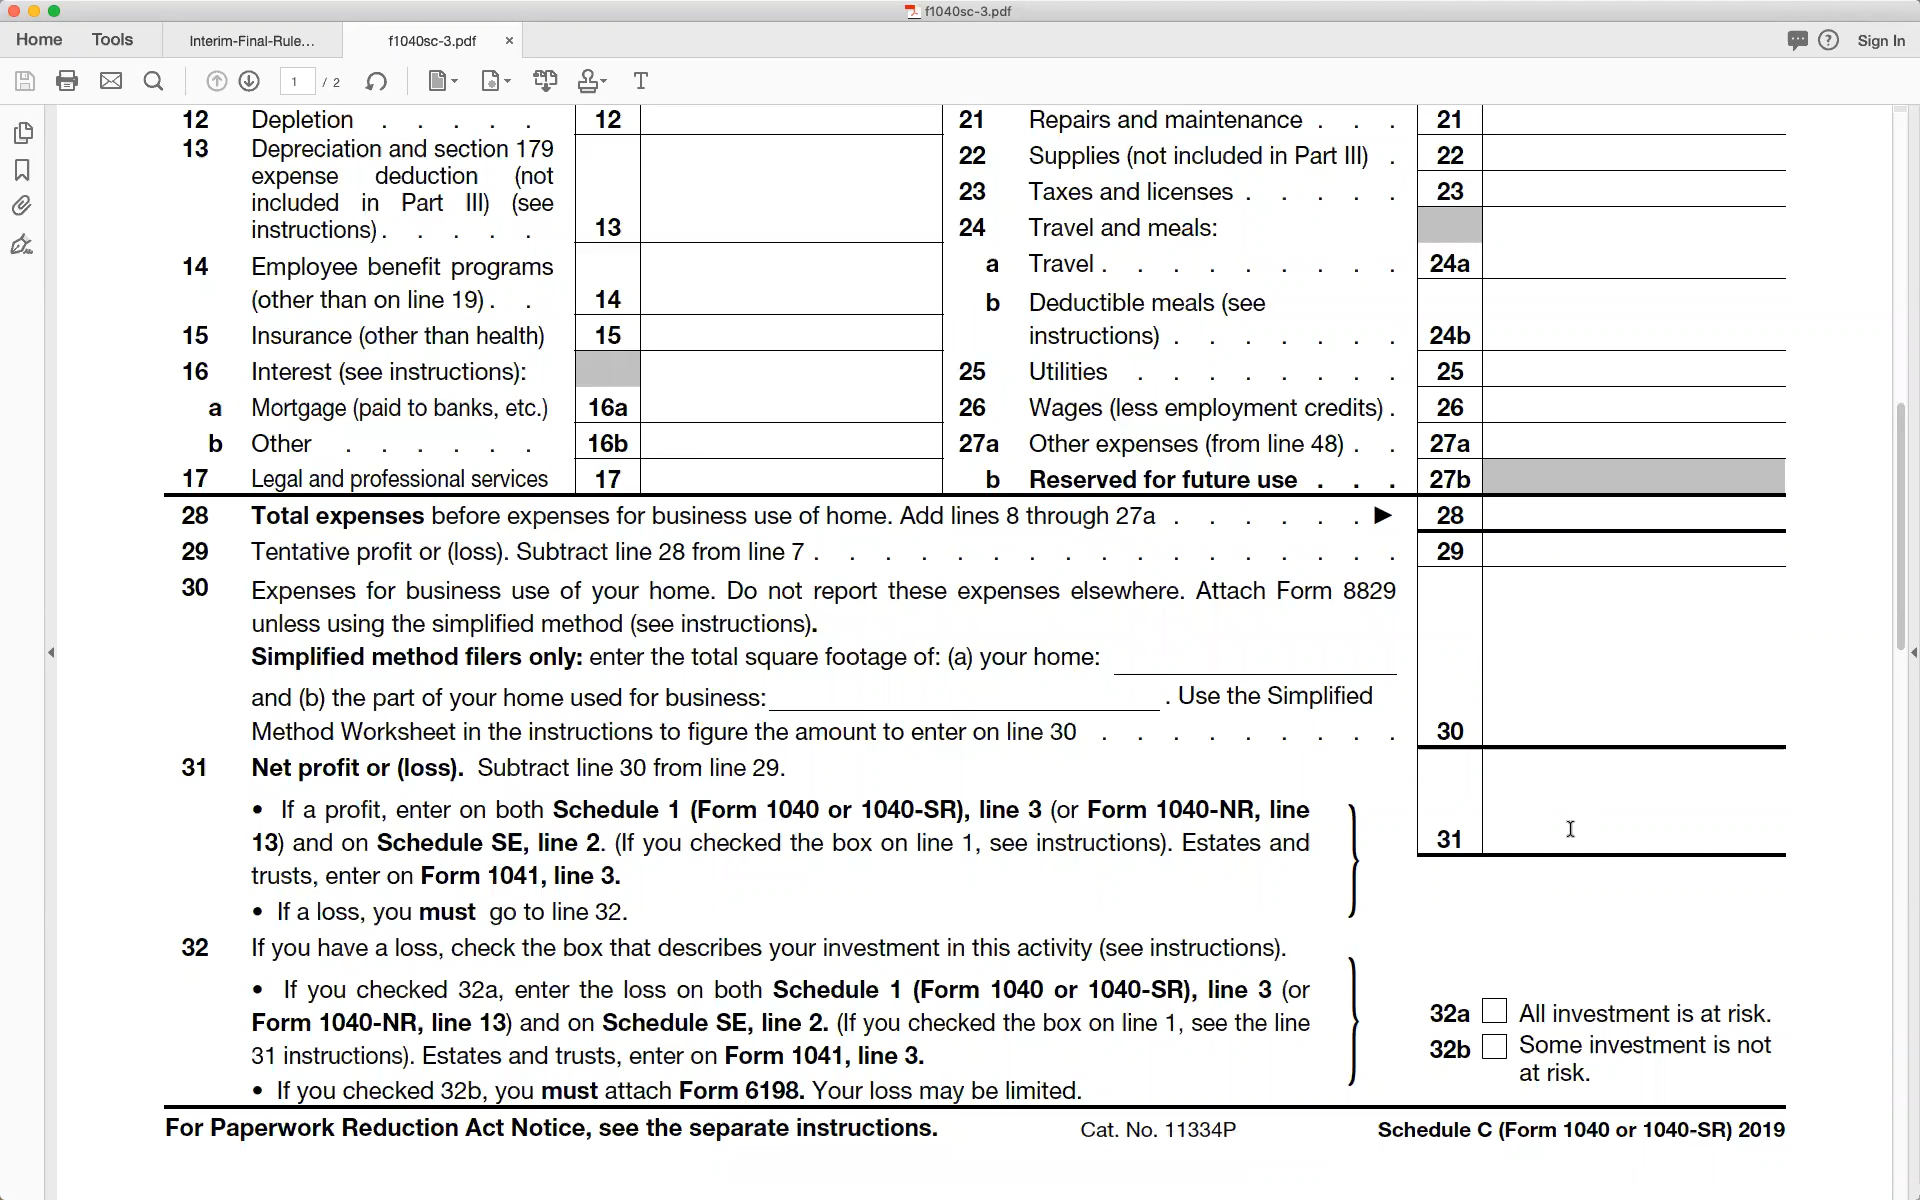 f1040sc-3.pdf
Home Tools Interim-Final-Rule... f1040sc-3.pdf × Sign In
1 / 2
12 Depletion . . . . . 12
13 Depreciation and section 179
expense deduction (not
included in Part III) (see
instructions) . . . . . 13
14 Employee benefit programs
(other than on line 19) . . 14
15 Insurance (other than health) 15
16 Interest (see instructions):
a Mortgage (paid to banks, etc.) 16a
b Other . . . . . . 16b
17 Legal and professional services 17
21 Repairs and maintenance . . . 21
22 Supplies (not included in Part III) . 22
23 Taxes and licenses . . . . . 23
24 Travel and meals:
a Travel . . . . . . . . . 24a
b Deductible meals (see
instructions) . . . . . . . 24b
25 Utilities . . . . . . . . 25
26 Wages (less employment credits) . 26
27a Other expenses (from line 48) . . 27a
b Reserved for future use . . . 27b
28 Total expenses before expenses for business use of home. Add lines 8 through 27a . . . . . . ▶ 28
29 Tentative profit or (loss). Subtract line 28 from line 7 . . . . . . . . . . . . . . . . . 29
30 Expenses for business use of your home. Do not report these expenses elsewhere. Attach Form 8829
unless using the simplified method (see instructions).
Simplified method filers only: enter the total square footage of: (a) your home:
and (b) the part of your home used for business: . Use the Simplified
Method Worksheet in the instructions to figure the amount to enter on line 30 . . . . . . . . . 30
31 Net profit or (loss). Subtract line 30 from line 29.
• If a profit, enter on both Schedule 1 (Form 1040 or 1040-SR), line 3 (or Form 1040-NR, line
13) and on Schedule SE, line 2. (If you checked the box on line 1, see instructions). Estates and
trusts, enter on Form 1041, line 3.
• If a loss, you must go to line 32.
31
32 If you have a loss, check the box that describes your investment in this activity (see instructions).
• If you checked 32a, enter the loss on both Schedule 1 (Form 1040 or 1040-SR), line 3 (or
Form 1040-NR, line 13) and on Schedule SE, line 2. (If you checked the box on line 1, see the line
31 instructions). Estates and trusts, enter on Form 1041, line 3.
• If you checked 32b, you must attach Form 6198. Your loss may be limited.
32a All investment is at risk.
32b Some investment is not
at risk.
For Paperwork Reduction Act Notice, see the separate instructions. Cat. No. 11334P Schedule C (Form 1040 or 1040-SR) 2019